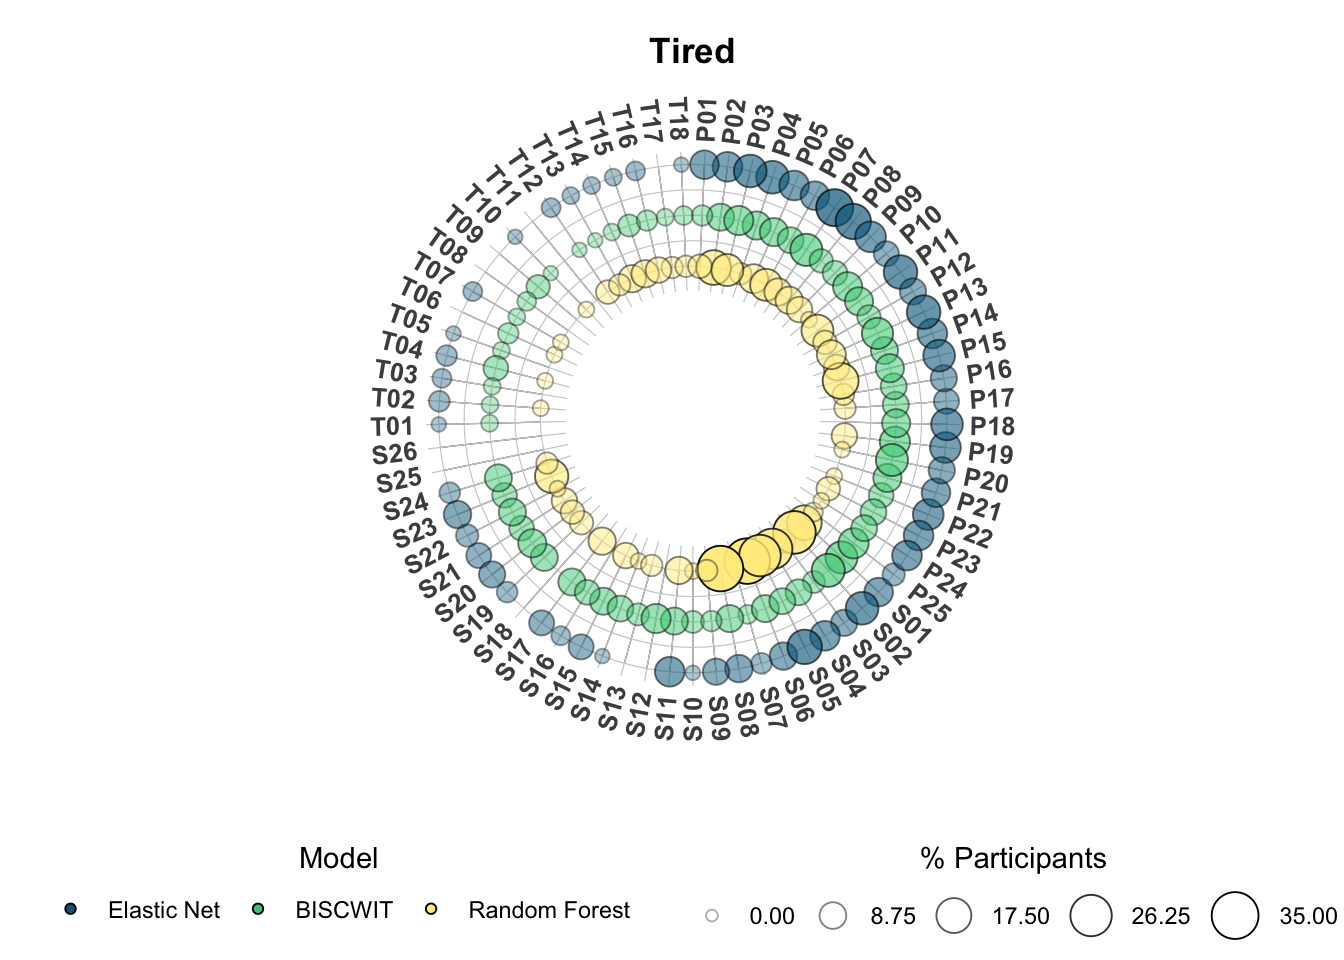 Tired
P01
P02
P03
P04
P05
P06
P07
P08
P09
P10
P11
P12
P13
P14
P15
P16
P17
P18
P19
P20
P21
P22
P23
P24
P25
S01
S02
S03
S04
S05
S06
S07
S08
S09
S10
S11
S12
S13
S14
S15
S16
S17
S18
S19
S20
S21
S22
S23
S24
S25
S26
T01
T02
T03
T04
T05
T06
T07
T08
T09
T10
T11
T12
T13
T14
T15
T16
T17
T18
Model
Elastic Net BISCWIT Random Forest
% Participants
0.00 8.75 17.50 26.25 35.00